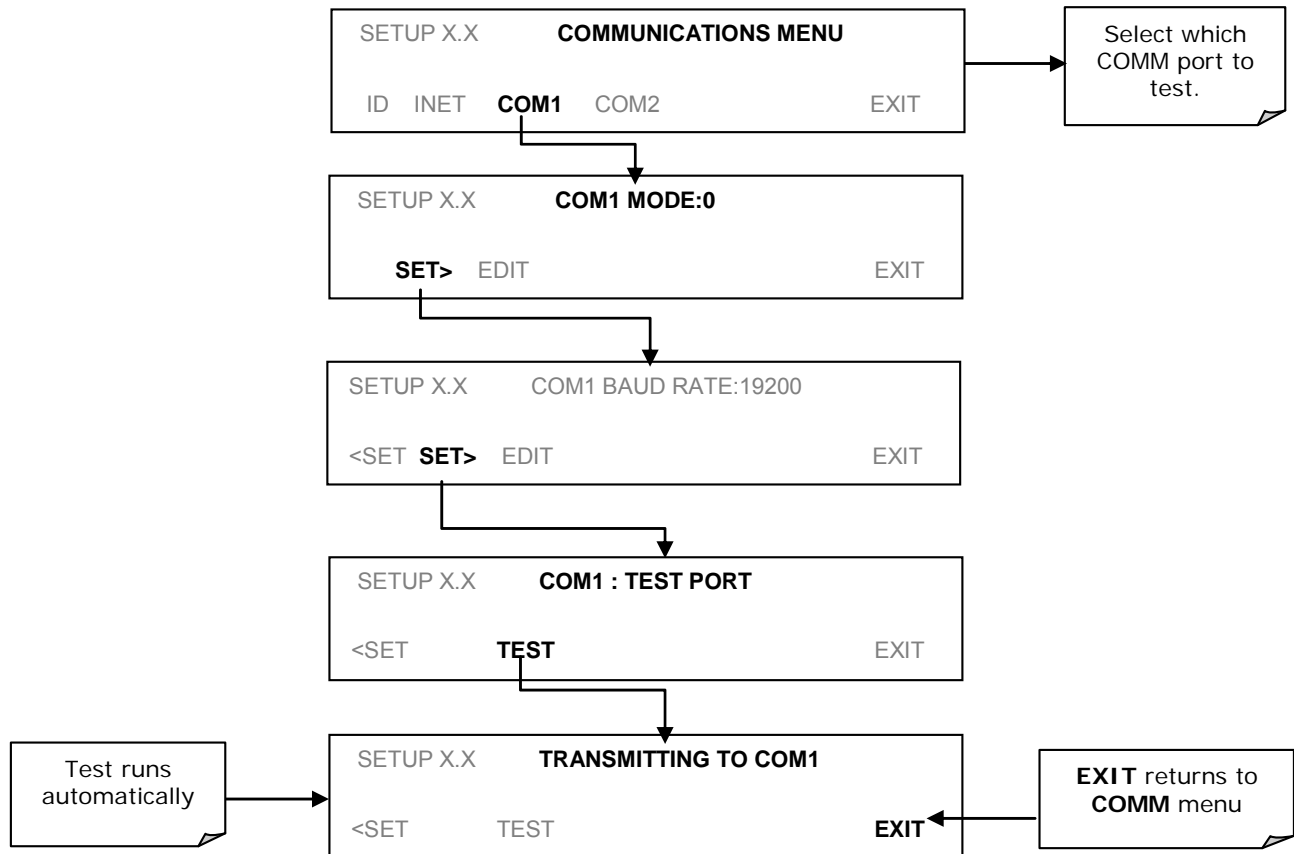 SETUP X.X COMMUNICATIONS MENU
ID INET COM1 COM2 EXIT
Select which
COMM port to
test.
SETUP X.X COM1 MODE:0
SET> EDIT EXIT
SETUP X.X COM1 BAUD RATE:19200
<SET SET> EDIT EXIT
SETUP X.X COM1 : TEST PORT
<SET TEST EXIT
Test runs
automatically
SETUP X.X TRANSMITTING TO COM1
<SET TEST EXIT
EXIT returns to
COMM menu